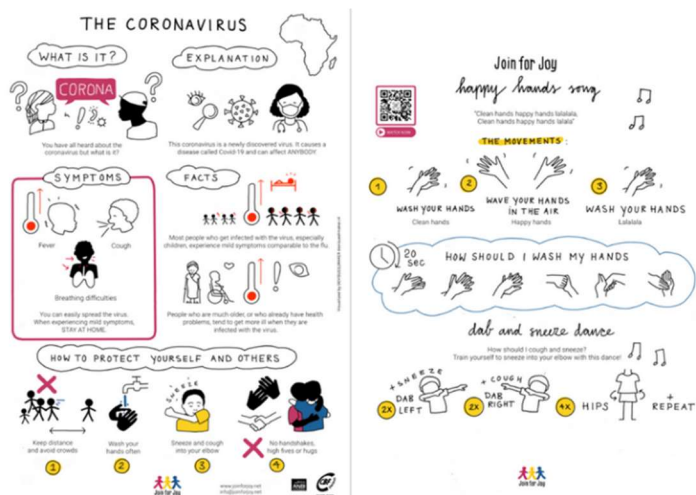 THE CORONAVIRUS
WHAT IS IT?
CORONA
You have all heard about the
coronavirus but what is it?
EXPLANATION
This coronavirus is a newly discovered virus. It causes a
disease called Covid-19 and can affect ANYBODY
SYMPTOMS
Fever
Cough
Breathing difficulties
You can easily spread the virus.
When experiencing mild symptoms,
STAY AT HOME.
FACTS
Most people who get infected with the virus, especially
children, experience mild symptoms comparable to the flu.
People who are much older, or who already have health
problems, tend to get more ill when they are
infected with the virus.
HOW TO PROTECT YOURSELF AND OTHERS
Keep distance
and avoid crowds
1
Wash your
hands often
2
SNEEZE
Sneeze and cough
into your elbow
3
No handshakes,
high fives or hugs
4
Join for Joy
www.joinforjoy.net
info@joinforjoy.net
Join for Joy
happy hands song
"Clean hands happy hands lalalala,
Clean hands happy hands lalala"
THE MOVEMENTS:
1
WASH YOUR HANDS
Clean hands
2
WAVE YOUR HANDS
IN THE AIR
Happy hands
3
WASH YOUR HANDS
Lalalala
20
SEC
HOW SHOULD I WASH MY HANDS
dab and sneeze dance
How should I cough and sneeze?
Train yourself to sneeze into your elbow with this dance!
2X
+ SNEEZE
DAB
LEFT
2X
+ COUGH
DAB
RIGHT
4X
HIPS
+
REPEAT
Join for Joy